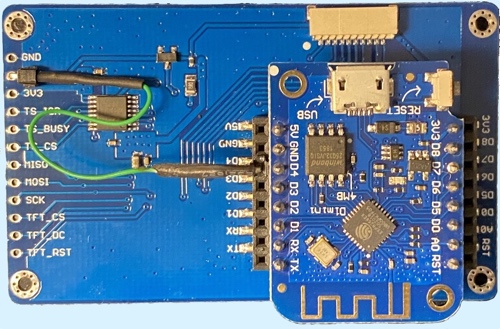 GND
3V3
TS_IRQ
TS_BUSY
TS_CS
MISO
MOSI
SCK
TFT_CS
TFT_DC
TFT_RST
5V
GND
D4
D3
D2
D1
RX
TX
USB
RESET
winbond
4MB
D1mini
5V GND D4 D3 D2 D1 RX TX
3V3 D8 D7 D6 D5 D0 A0 RST
3V3
D8
D7
D6
D5
D0
A0
RST